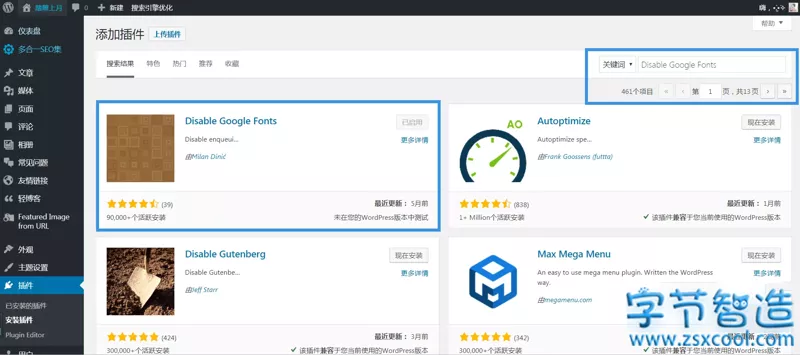 醋溜上月 0 + 新建 搜索引擎优化
嗨，
帮助
仪表盘
多合一SEO集
文章
媒体
页面
评论
相册
常见问题
友情链接
轻博客
Featured Image from URL
外观
主题设置
插件
已安装的插件
安装插件
Plugin Editor
添加插件 上传插件
搜索结果 特色 热门 推荐 收藏
关键词 Disable Google Fonts
461个项目 « ‹ 第 1 页，共13页 › »
Disable Google Fonts
已启用
Disable enqueui...
更多详情
由Milan Dinić
(39)
最近更新： 5月前
90,000+个活跃安装
未在您的WordPress版本中测试
AO
Autoptimize
现在安装
Autoptimize spe...
更多详情
由Frank Goossens (futtta)
(838)
最近更新： 1月前
1+ Million个活跃安装
该插件兼容于您当前使用的WordPress版本
Disable Gutenberg
现在安装
Disable Gutenbe...
更多详情
由Jeff Starr
(424)
最近更新： 3月前
300,000+个活跃安装
该插件兼容于您当前使用的WordPress版本
Max Mega Menu
现在安装
An easy to use mega menu plugin. Written the WordPress
way.
更多详情
由megamenu.com
(342)
300,000+个活跃安装
字节智造
www.zsxcool.com